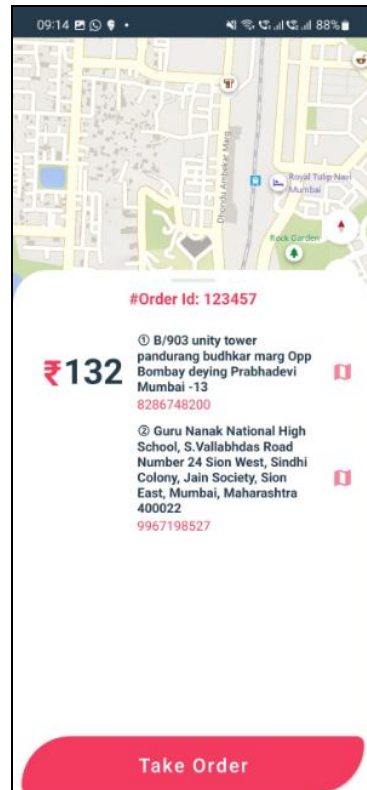 09:14
88%
Dhondu Ambekar Marg
Royal Tulip Navi
Mumbai
Rock Garden
#Order Id: 123457
₹132
① B/903 unity tower
pandurang budhkar marg Opp
Bombay deying Prabhadevi
Mumbai -13
8286748200
② Guru Nanak National High
School, S.Vallabhdas Road
Number 24 Sion West, Sindhi
Colony, Jain Society, Sion
East, Mumbai, Maharashtra
400022
9967198527
Take Order